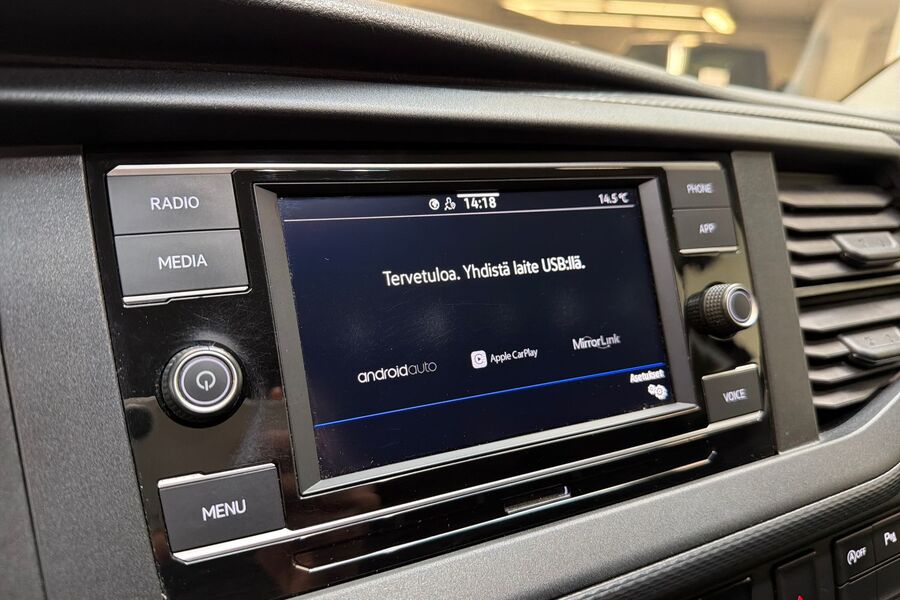 RADIO
MEDIA
MENU
14:18
14.5°C
Tervetuloa. Yhdistä laite USB:llä.
androidauto
Apple CarPlay
MirrorLink
Asetukset
PHONE
APP
VOICE
A OFF
P